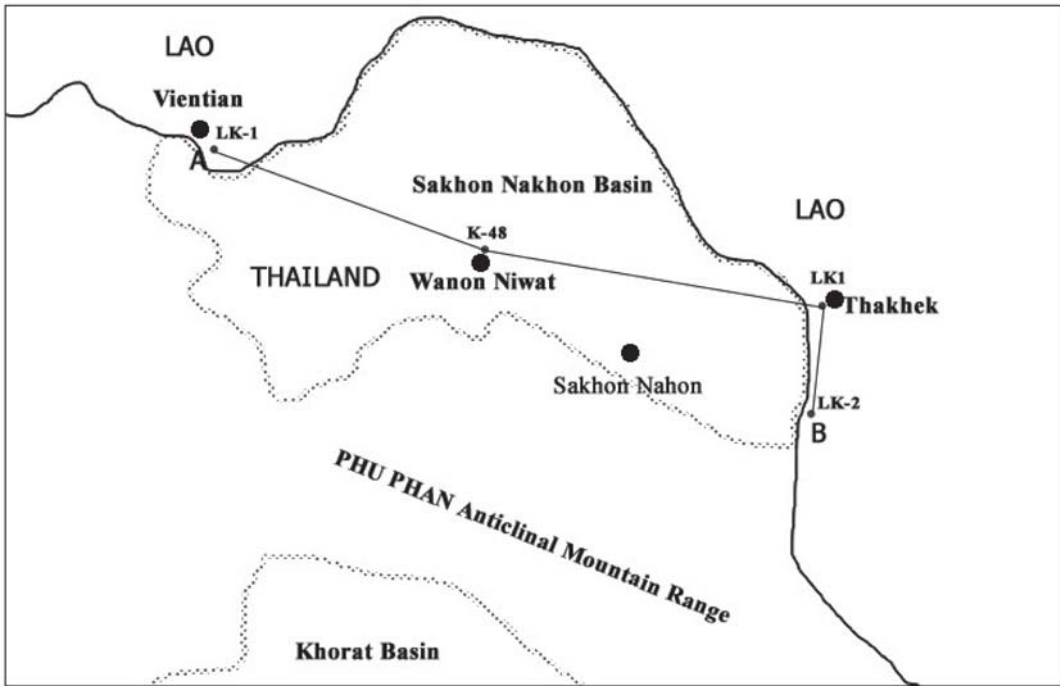 LAO
Vientian
LK-1
A
Sakhon Nakhon Basin
LAO
K-48
THAILAND
Wanon Niwat
LK1
Thakhek
Sakhon Nahon
LK-2
B
PHU PHAN Anticlinal Mountain Range
Khorat Basin